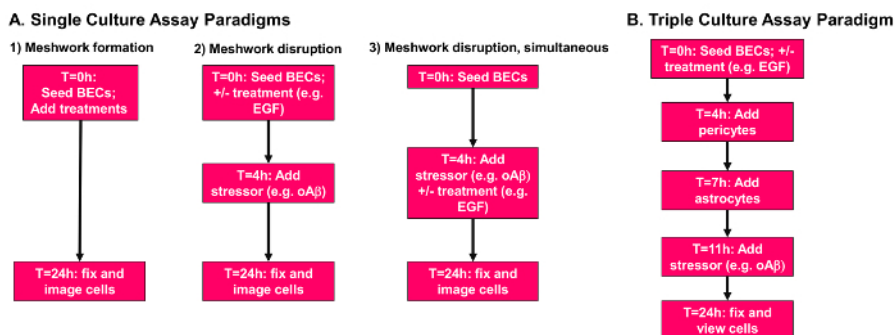 A. Single Culture Assay Paradigms
1) Meshwork formation
T=0h:
Seed BECs;
Add treatments
T=24h: fix and
image cells
2) Meshwork disruption
T=0h: Seed BECs;
+/- treatment (e.g.
EGF)
T=4h: Add
stressor (e.g. oAβ)
T=24h: fix and
image cells
3) Meshwork disruption, simultaneous
T=0h: Seed BECs
T=4h: Add
stressor (e.g. oAβ)
+/- treatment (e.g.
EGF)
T=24h: fix and
image cells
B. Triple Culture Assay Paradigm
T=0h: Seed BECs; +/-
treatment (e.g. EGF)
T=4h: Add
pericytes
T=7h: Add
astrocytes
T=11h: Add
stressor (e.g. oAβ)
T=24h: fix and
view cells